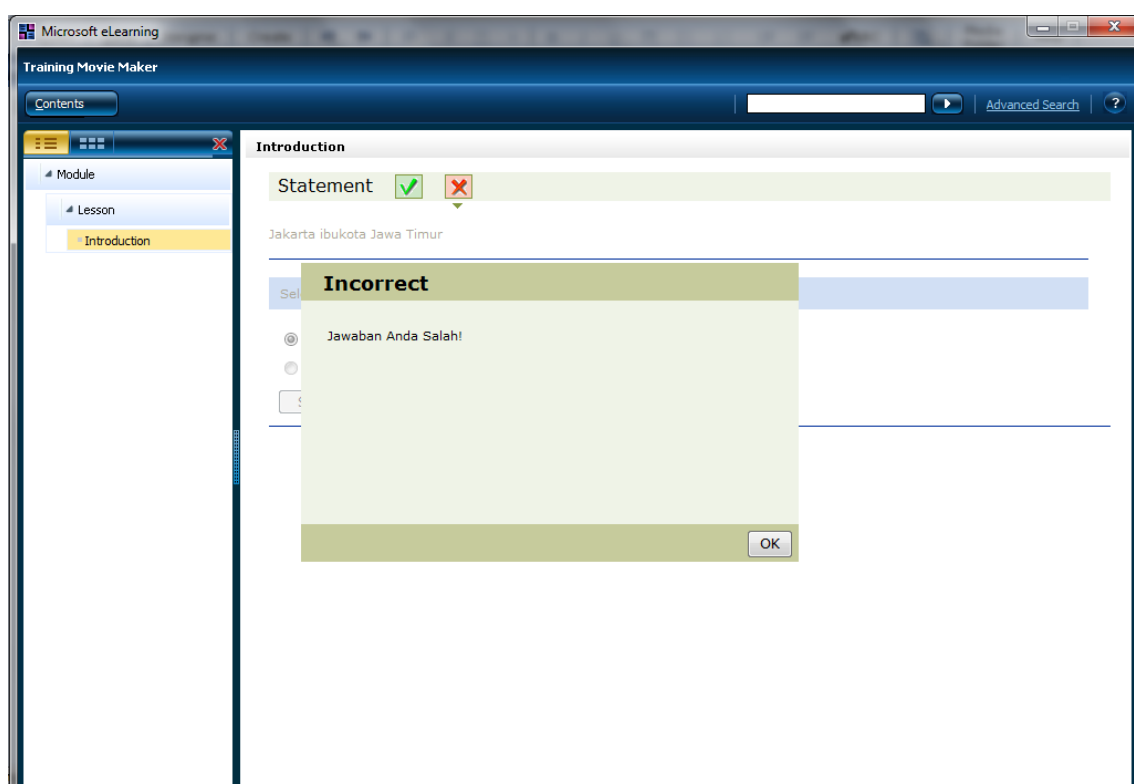 Microsoft eLearning
Training Movie Maker
Contents
Advanced Search
?
Module
Lesson
Introduction
Introduction
Statement
Jakarta ibukota Jawa Timur
Incorrect
Jawaban Anda Salah!
OK